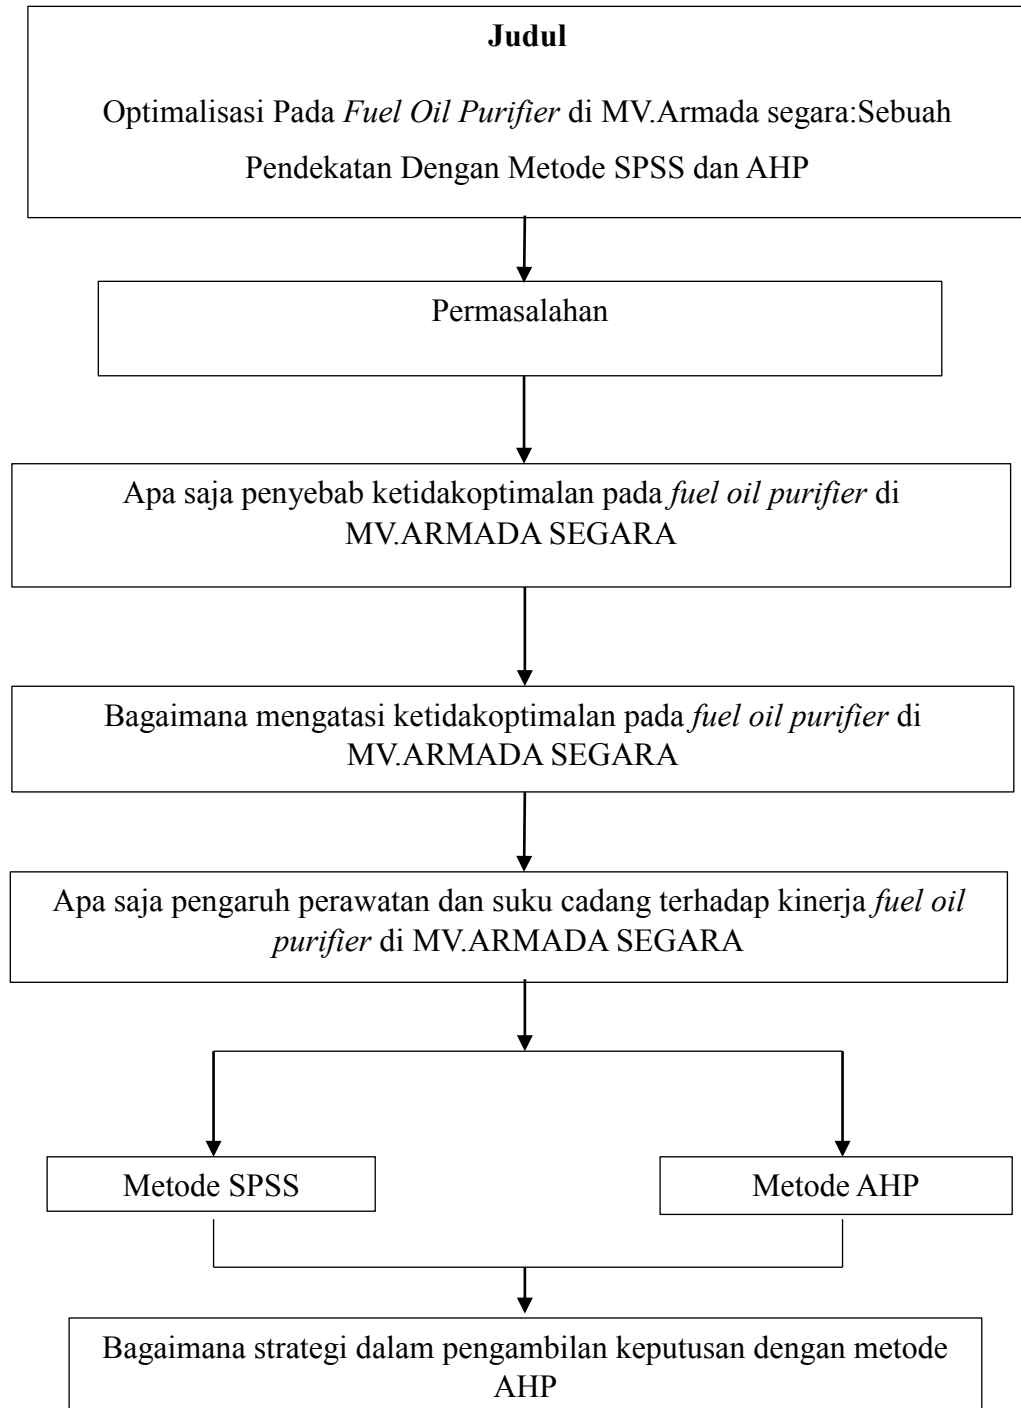 Judul
Optimalisasi Pada Fuel Oil Purifier di MV.Armada segara:Sebuah
Pendekatan Dengan Metode SPSS dan AHP
Permasalahan
Apa saja penyebab ketidakoptimalan pada fuel oil purifier di
MV.ARMADA SEGARA
Bagaimana mengatasi ketidakoptimalan pada fuel oil purifier di
MV.ARMADA SEGARA
Apa saja pengaruh perawatan dan suku cadang terhadap kinerja fuel oil
purifier di MV.ARMADA SEGARA
Metode SPSS
Metode AHP
Bagaimana strategi dalam pengambilan keputusan dengan metode
AHP